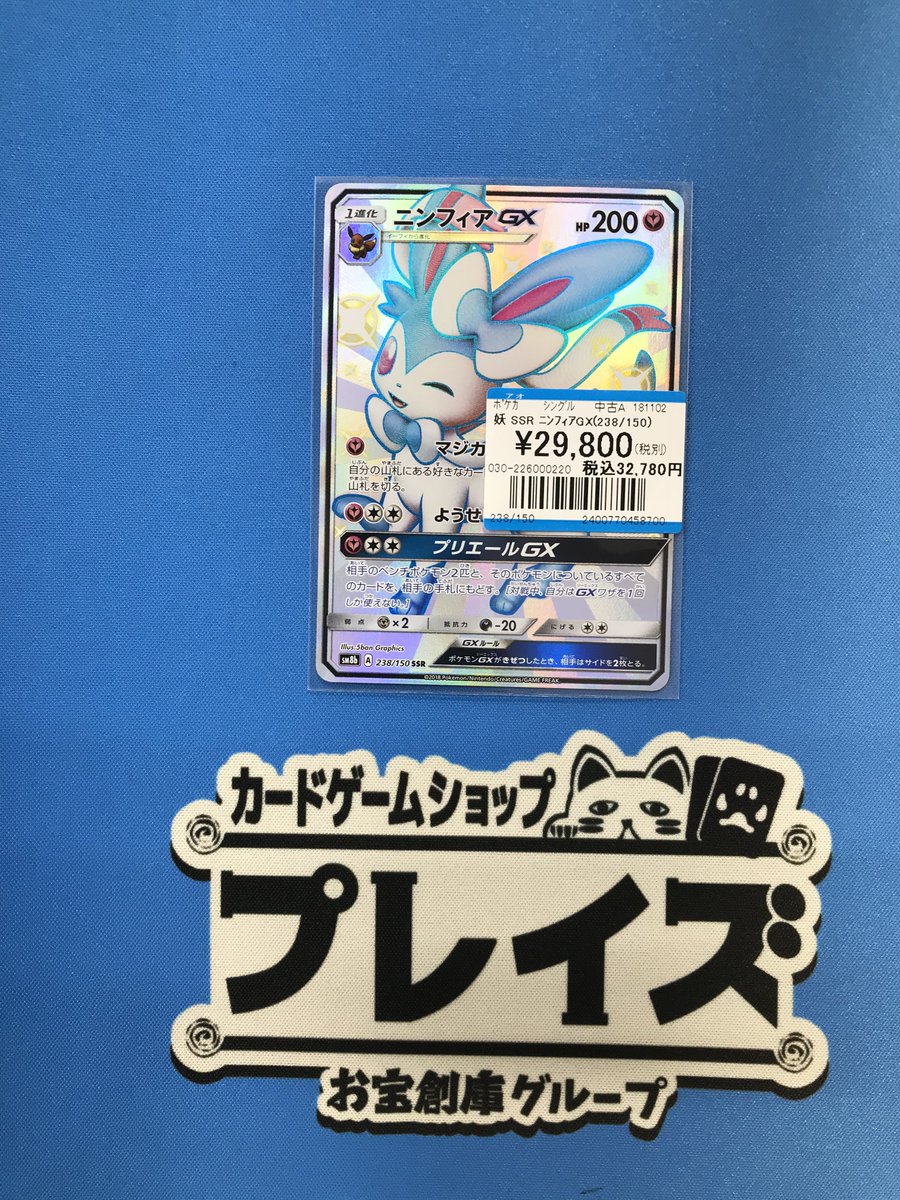 1進化
ニンフィアGX
HP200
イーブイから進化
アオ
ポケカ シングル 中古A 181102
妖 SSR ニンフィアGX(238/150)
¥29,800(税別)
030-226000220 税込32,780円
238/150 2400770458700
マジカ
自分の山札にある好きなカー
山札を切る。
ようせ
プリエールGX
相手のベンチポケモン2匹と、そのポケモンについているすべて
のカードを、相手の手札にもどす。[対戦中、自分はGXワザを1回
しか使えない。]
弱点 ×2 抵抗力 -20 にげる
Illus.5ban Graphics
GXルール
SM8b A 238/150 SSR
ポケモンGXがきぜつしたとき、相手はサイドを2枚とる。
©2018 Pokémon/Nintendo/Creatures/GAME FREAK.
カードゲームショップ
プレイズ
お宝創庫グループ